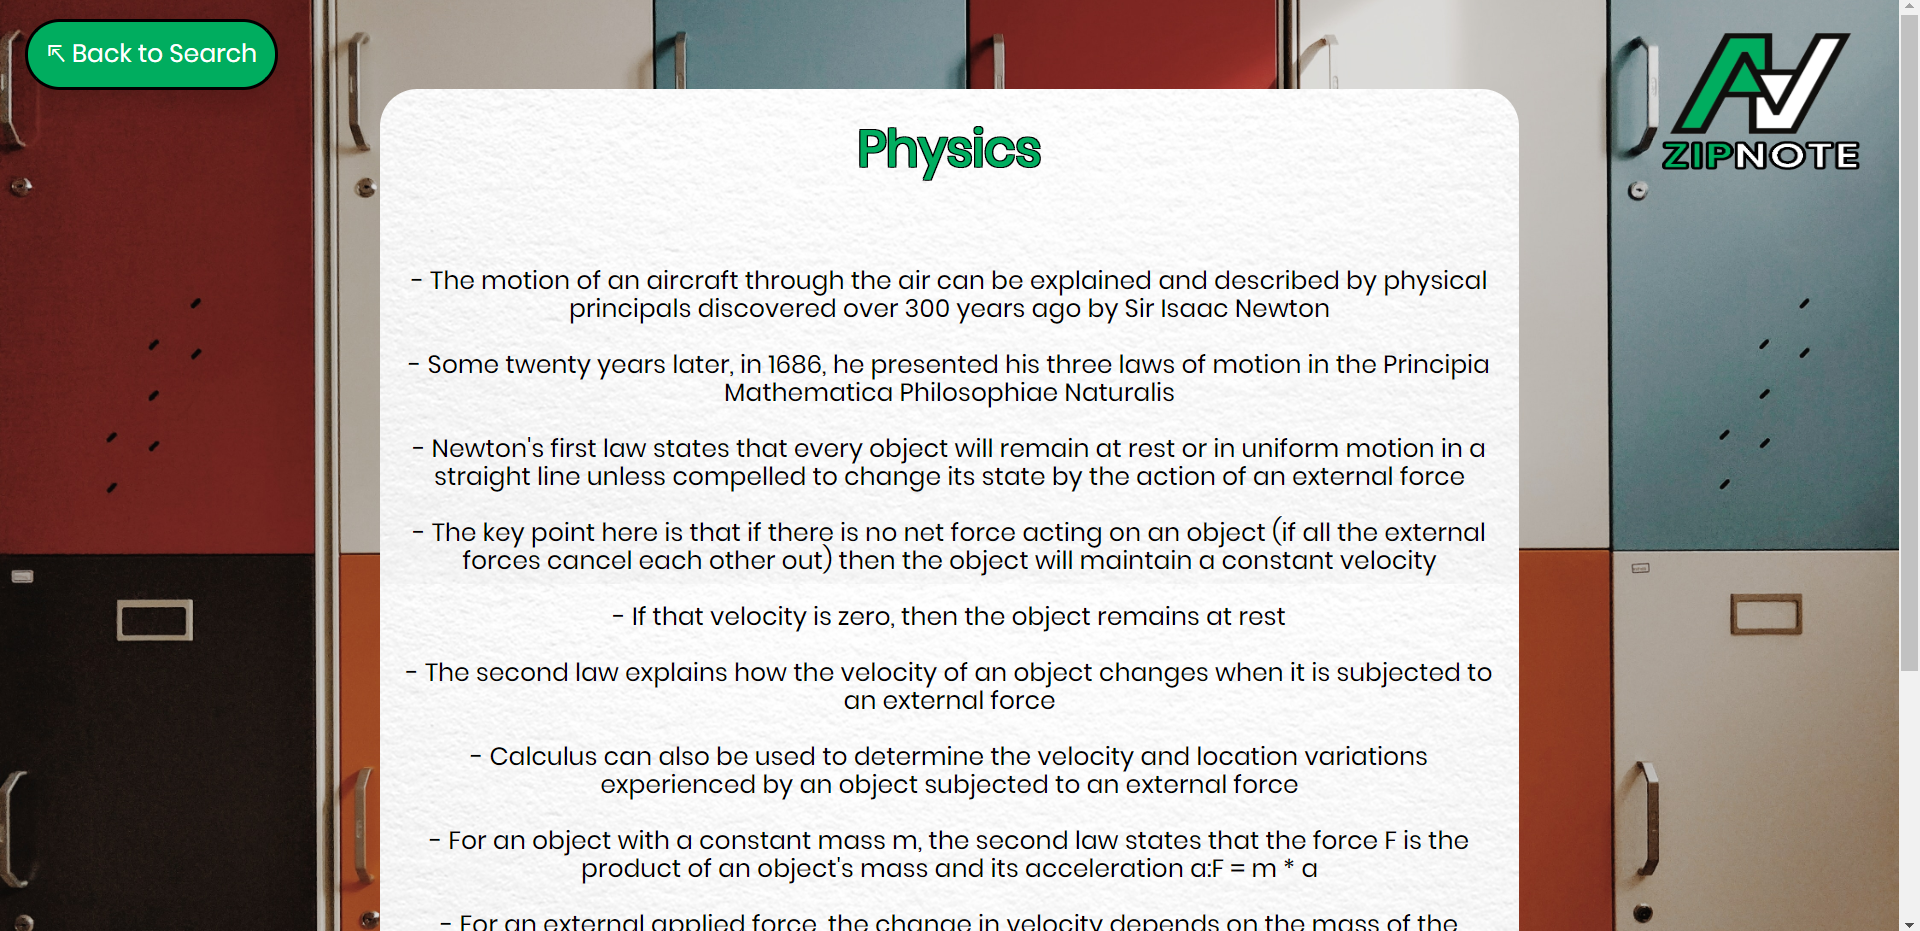 Back to Search
ZIPNOTE
Physics
- The motion of an aircraft through the air can be explained and described by physical
principals discovered over 300 years ago by Sir Isaac Newton
- Some twenty years later, in 1686, he presented his three laws of motion in the Principia
Mathematica Philosophiae Naturalis
- Newton's first law states that every object will remain at rest or in uniform motion in a
straight line unless compelled to change its state by the action of an external force
- The key point here is that if there is no net force acting on an object (if all the external
forces cancel each other out) then the object will maintain a constant velocity
- If that velocity is zero, then the object remains at rest
- The second law explains how the velocity of an object changes when it is subjected to
an external force
- Calculus can also be used to determine the velocity and location variations
experienced by an object subjected to an external force
- For an object with a constant mass m, the second law states that the force F is the
product of an object's mass and its acceleration a:F = m * a
- For an external applied force, the change in velocity depends on the mass of the